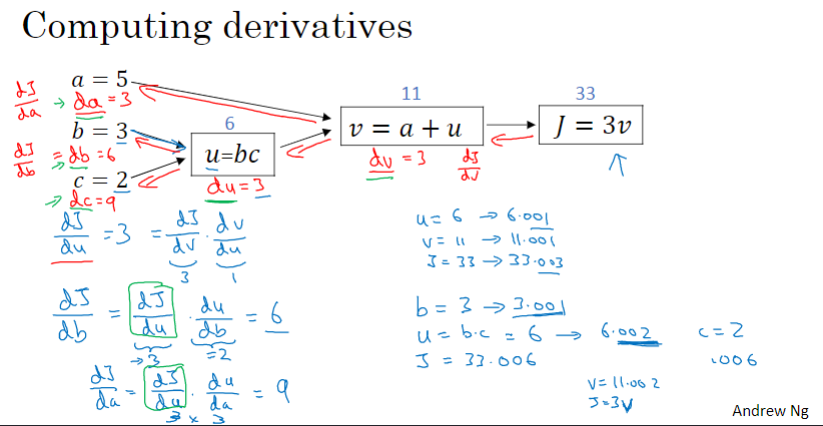 Computing derivatives
dJ/da → da = 3
a = 5
11
33
6
b = 3
v = a + u
J = 3v
dJ/db = db = 6
→
u=bc
c = 2
dv = 3 dJ/dv
→ dc=9
du=3
dJ/du = 3 = dJ/dv · dv/du
3 1
u = 6 → 6.001
v = 11 → 11.001
J = 33 → 33.003
dJ/db = dJ/du · du/db = 6
→3 =2
b = 3 → 3.001
u = b·c = 6 → 6.002 c = 2
J = 33.006 .006
dJ/da = dJ/du · du/da = 9
3 x 3
v = 11.002
J=3v
Andrew Ng